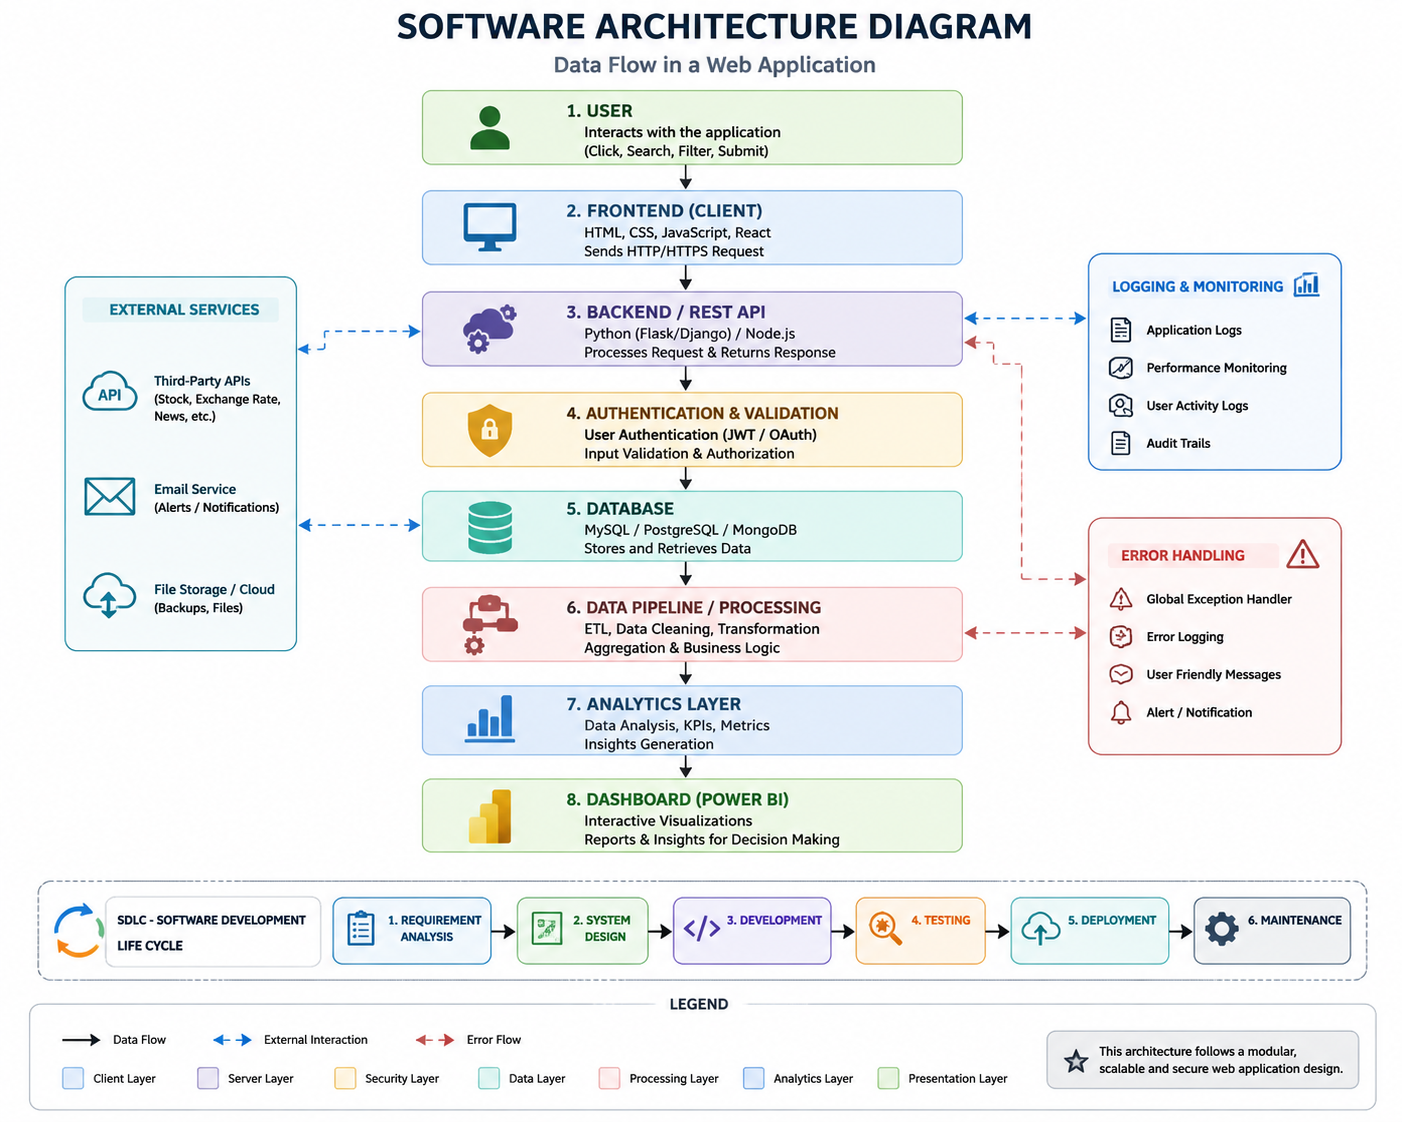 SOFTWARE ARCHITECTURE DIAGRAM
Data Flow in a Web Application
1. USER
Interacts with the application
(Click, Search, Filter, Submit)
2. FRONTEND (CLIENT)
HTML, CSS, JavaScript, React
Sends HTTP/HTTPS Request
3. BACKEND / REST API
Python (Flask/Django) / Node.js
Processes Request & Returns Response
4. AUTHENTICATION & VALIDATION
User Authentication (JWT / OAuth)
Input Validation & Authorization
5. DATABASE
MySQL / PostgreSQL / MongoDB
Stores and Retrieves Data
6. DATA PIPELINE / PROCESSING
ETL, Data Cleaning, Transformation
Aggregation & Business Logic
7. ANALYTICS LAYER
Data Analysis, KPIs, Metrics
Insights Generation
8. DASHBOARD (POWER BI)
Interactive Visualizations
Reports & Insights for Decision Making
EXTERNAL SERVICES
API
Third-Party APIs
(Stock, Exchange Rate,
News, etc.)
Email Service
(Alerts / Notifications)
File Storage / Cloud
(Backups, Files)
LOGGING & MONITORING
Application Logs
Performance Monitoring
User Activity Logs
Audit Trails
ERROR HANDLING
Global Exception Handler
Error Logging
User Friendly Messages
Alert / Notification
SDLC - SOFTWARE DEVELOPMENT
LIFE CYCLE
1. REQUIREMENT
ANALYSIS
2. SYSTEM
DESIGN
</> 3. DEVELOPMENT
4. TESTING
5. DEPLOYMENT
6. MAINTENANCE
LEGEND
Data Flow
External Interaction
Error Flow
Client Layer
Server Layer
Security Layer
Data Layer
Processing Layer
Analytics Layer
Presentation Layer
This architecture follows a modular,
scalable and secure web application design.